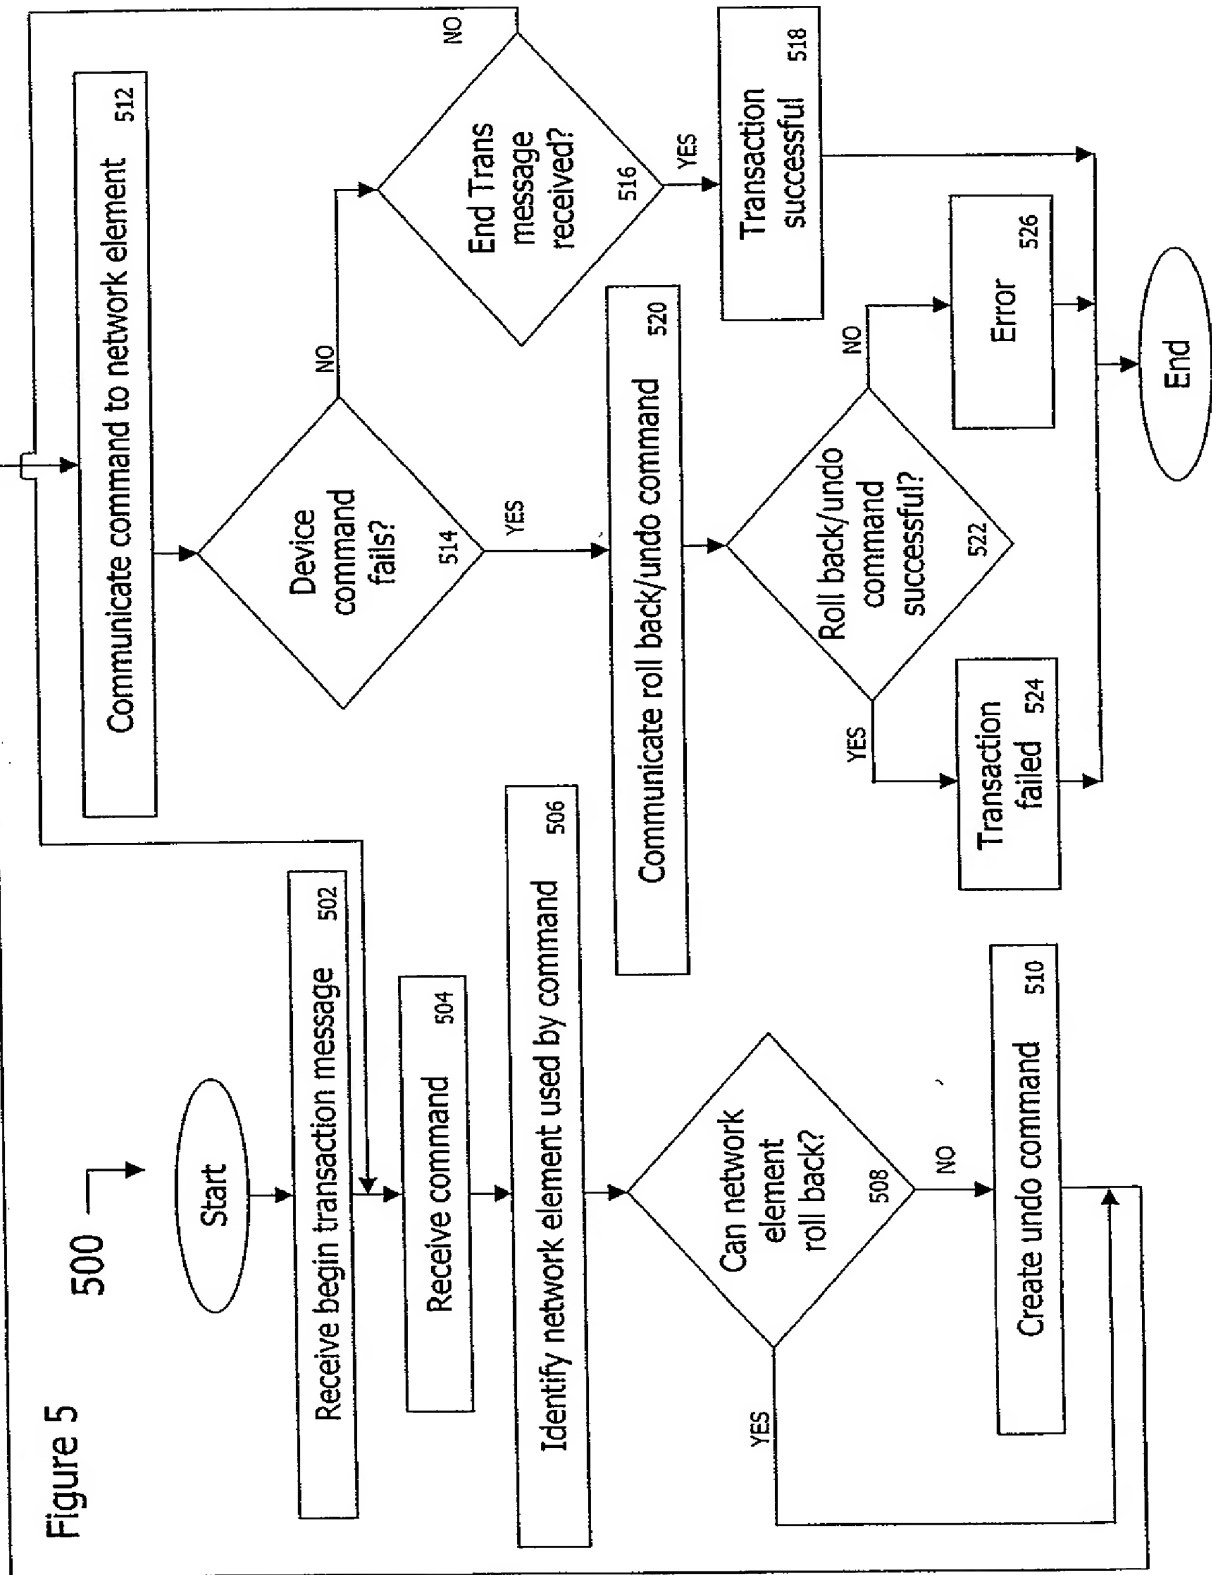 Figure 5
500
Start
Receive begin transaction message
502
Receive command
504
Identify network element used by command
506
Can network
element
roll back?
508
YES
NO
Create undo command
510
Communicate command to network element
512
Device
command
fails?
514
NO
YES
End Trans
message
received?
516
NO
YES
Transaction
successful
518
Communicate roll back/undo command
520
Roll back/undo
command
successful?
522
YES
NO
Transaction
failed
524
Error
526
End